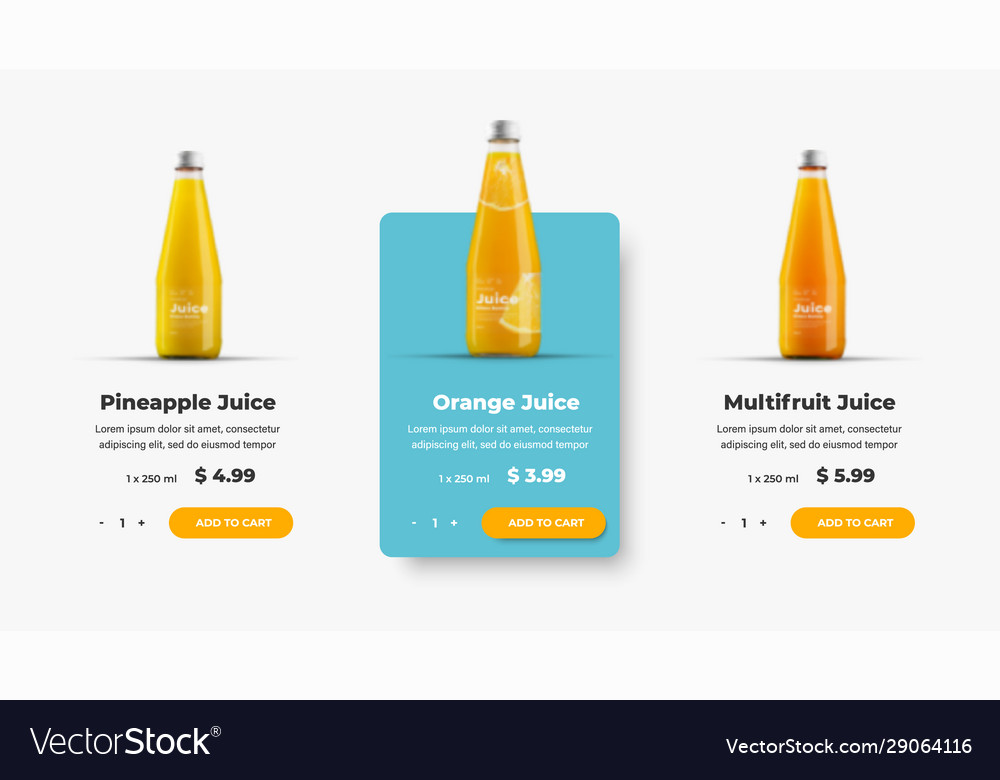 Juice
Juice
Juice
Pineapple Juice
Lorem ipsum dolor sit amet, consectetur
adipiscing elit, sed do eiusmod tempor
1 x 250 ml $ 4.99
- 1 + ADD TO CART
Orange Juice
Lorem ipsum dolor sit amet, consectetur
adipiscing elit, sed do eiusmod tempor
1 x 250 ml $ 3.99
- 1 + ADD TO CART
Multifruit Juice
Lorem ipsum dolor sit amet, consectetur
adipiscing elit, sed do eiusmod tempor
1 x 250 ml $ 5.99
- 1 + ADD TO CART
VectorStock®
VectorStock.com/29064116